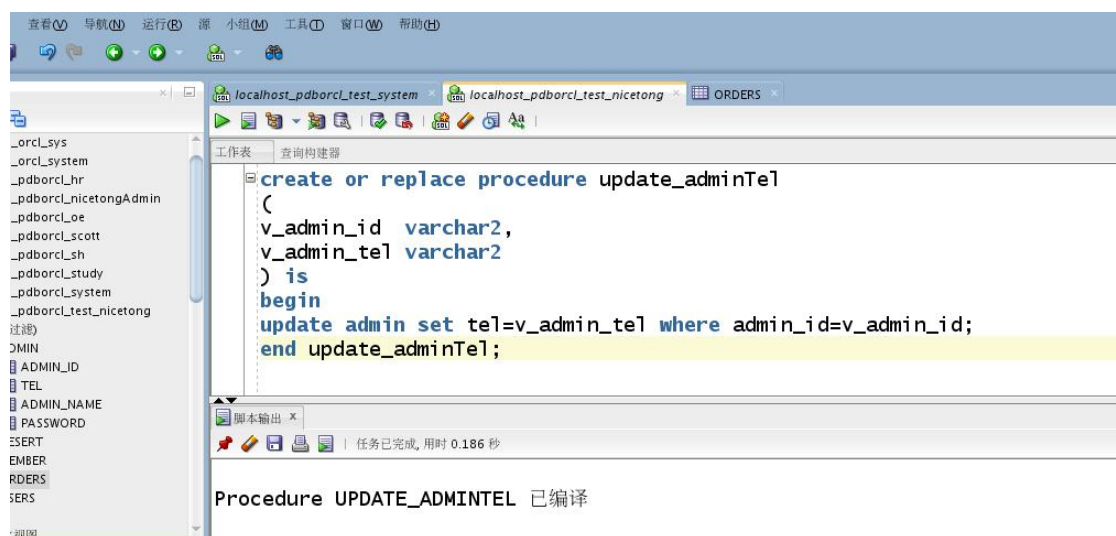 查看(V) 导航(N) 运行(R) 源 小组(M) 工具(T) 窗口(W) 帮助(H)
localhost_pdborcl_test_system localhost_pdborcl_test_nicetong ORDERS
工作表 查询构建器
_orcl_sys
_orcl_system
_pdborcl_hr
_pdborcl_nicetongAdmin
_pdborcl_oe
_pdborcl_scott
_pdborcl_sh
_pdborcl_study
_pdborcl_system
_pdborcl_test_nicetong
过滤)
DMIN
ADMIN_ID
TEL
ADMIN_NAME
PASSWORD
ESERT
EMBER
RDERS
SERS
create or replace procedure update_adminTel
(
v_admin_id varchar2,
v_admin_tel varchar2
) is
begin
update admin set tel=v_admin_tel where admin_id=v_admin_id;
end update_adminTel;
脚本输出 x
任务已完成, 用时 0.186 秒
Procedure UPDATE_ADMINTEL 已编译